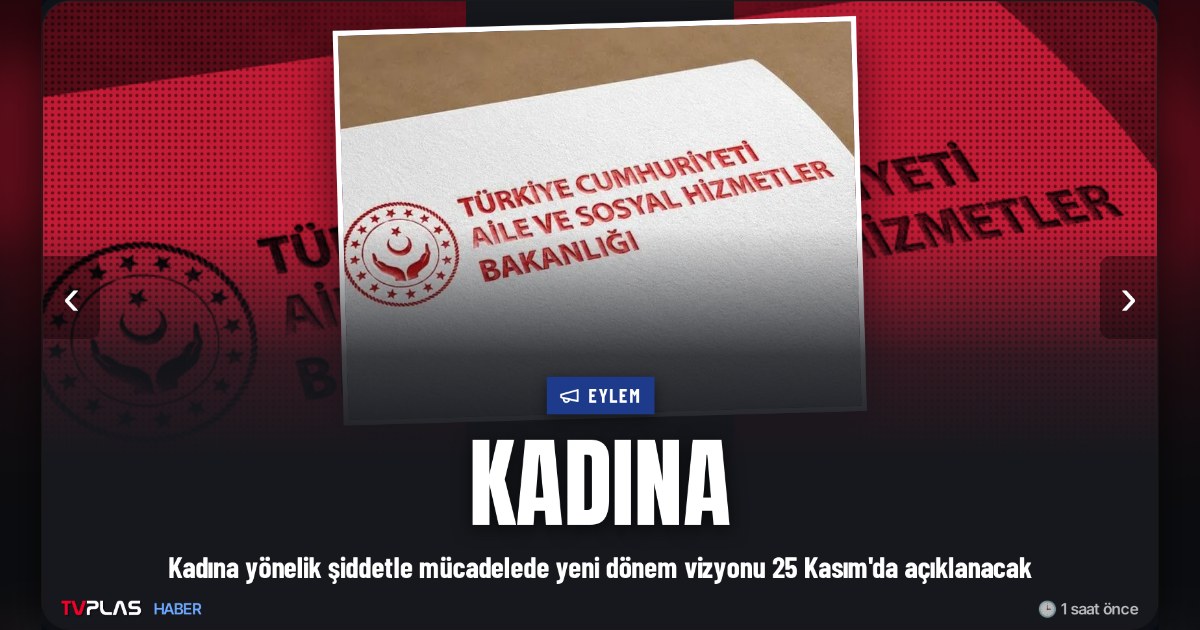 TÜRKİYE CUMHURİYETİ
AİLE VE SOSYAL HİZMETLER
BAKANLIĞI
EYLEM
KADINA
Kadına yönelik şiddetle mücadelede yeni dönem vizyonu 25 Kasım'da açıklanacak
TVPLAS HABER
1 saat önce